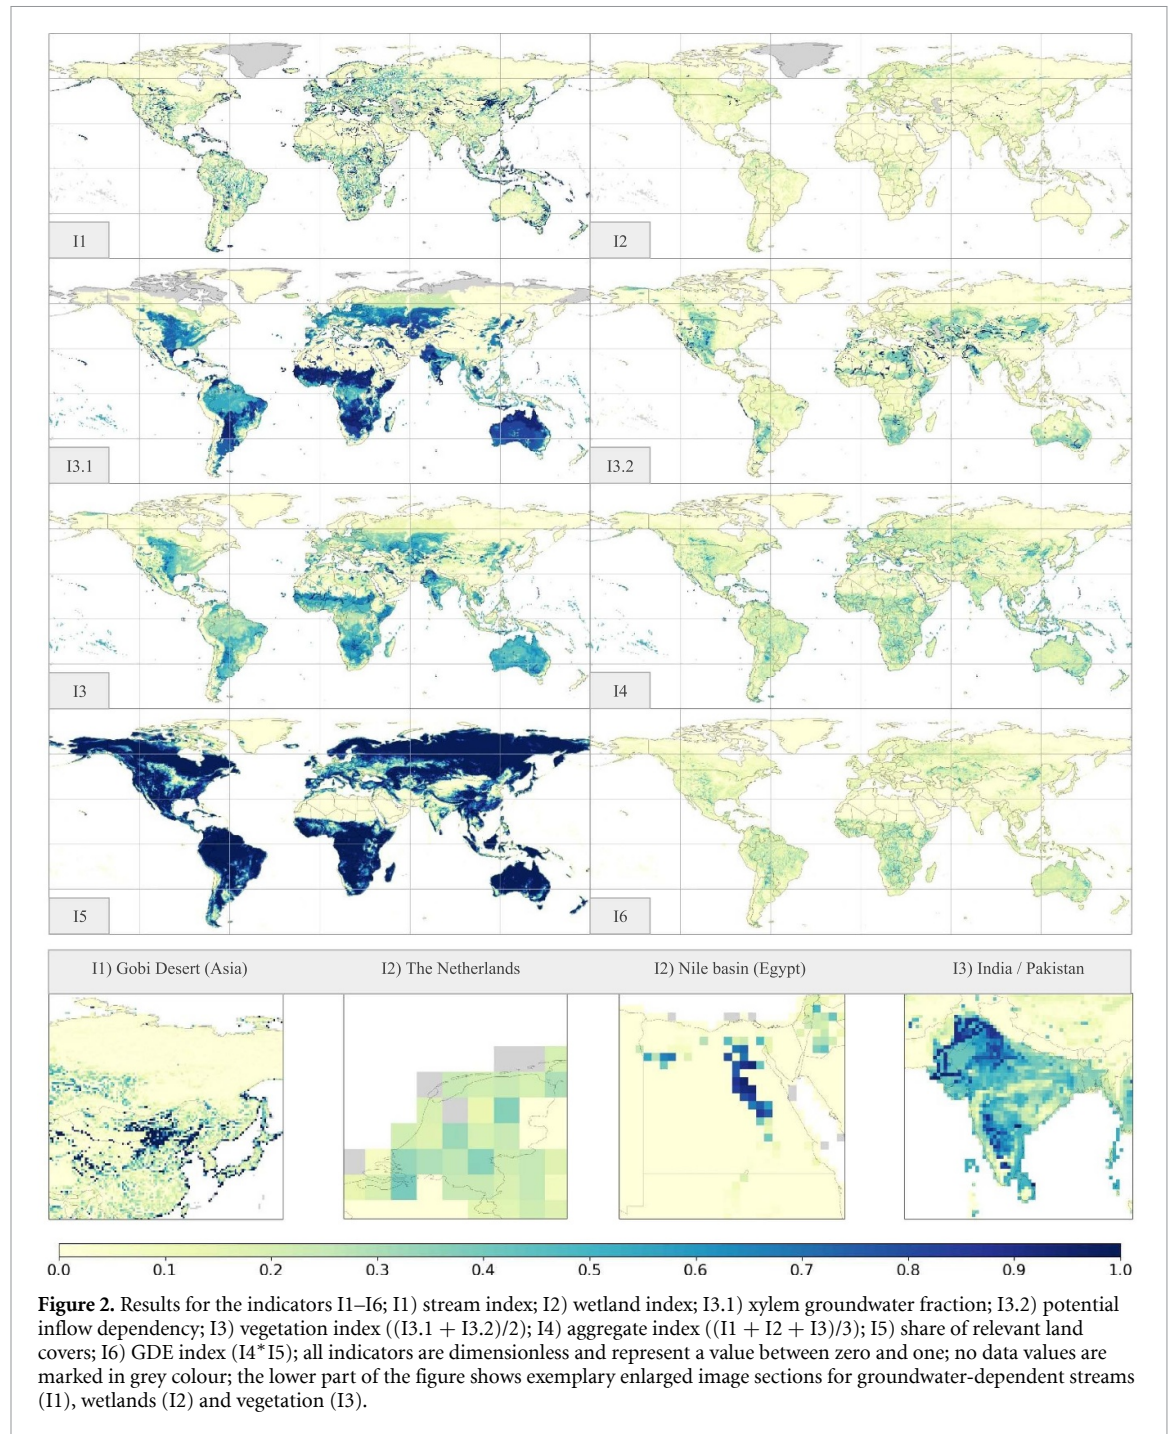 I1
I2
I3.1
I3.2
I3
I4
I5
I6
I1) Gobi Desert (Asia)
I2) The Netherlands
I2) Nile basin (Egypt)
I3) India / Pakistan
0.0 0.1 0.2 0.3 0.4 0.5 0.6 0.7 0.8 0.9 1.0
Figure 2. Results for the indicators I1–I6; I1) stream index; I2) wetland index; I3.1) xylem groundwater fraction; I3.2) potential
inflow dependency; I3) vegetation index ((I3.1 + I3.2)/2); I4) aggregate index ((I1 + I2 + I3)/3); I5) share of relevant land
covers; I6) GDE index (I4*I5); all indicators are dimensionless and represent a value between zero and one; no data values are
marked in grey colour; the lower part of the figure shows exemplary enlarged image sections for groundwater-dependent streams
(I1), wetlands (I2) and vegetation (I3).